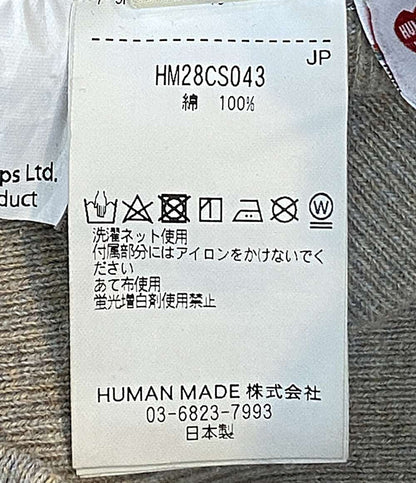 JP
HM28CS043
綿 100%
ps Ltd.
duct
W
洗濯ネット使用
付属部分にはアイロンをかけないでく
ださい
あて布使用
蛍光増白剤使用禁止
HUMAN MADE 株式会社
03-6823-7993
日本製